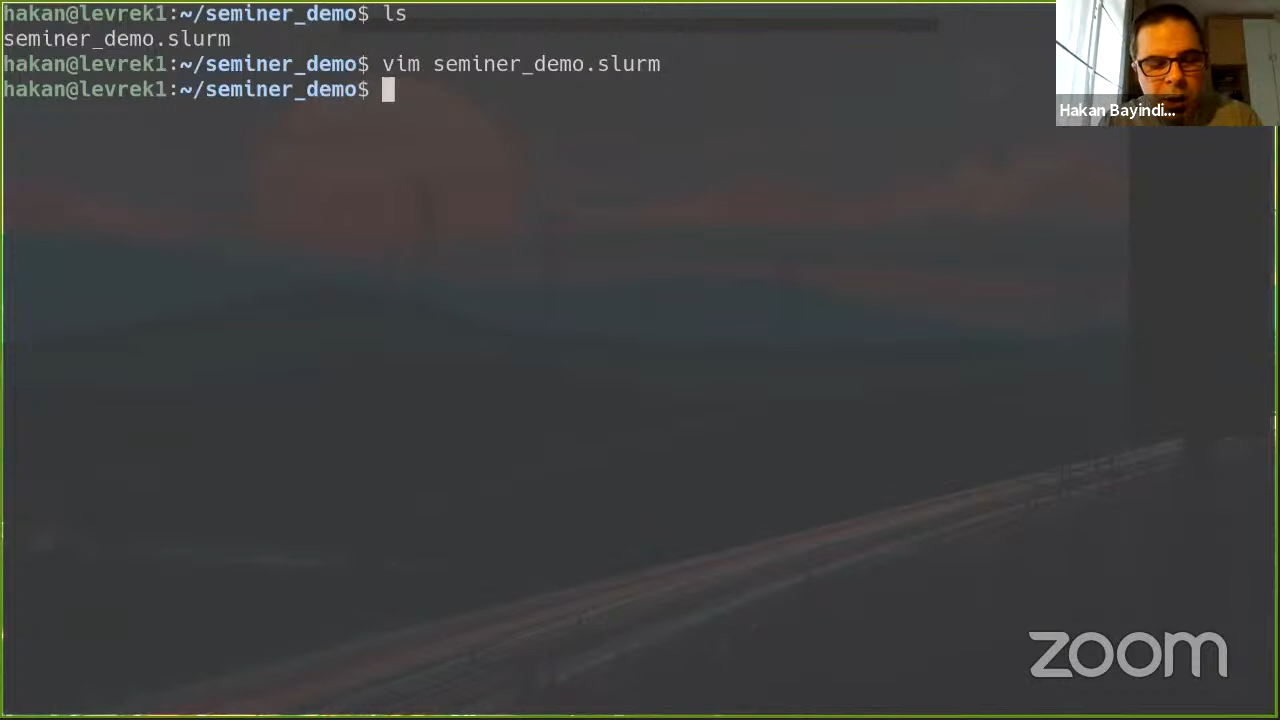 hakan@levrek1:~/seminer_demo$ ls
seminer_demo.slurm
hakan@levrek1:~/seminer_demo$ vim seminer_demo.slurm
hakan@levrek1:~/seminer_demo$
Hakan Bayindi...
zoom